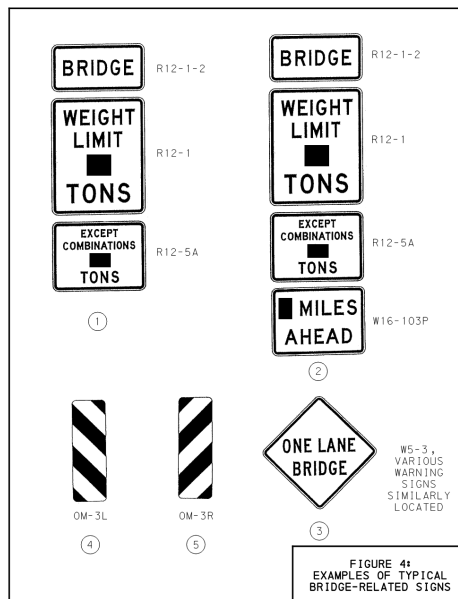 BRIDGE
R12-1-2
WEIGHT
LIMIT
TONS
R12-1
EXCEPT
COMBINATIONS
TONS
R12-5A
1
BRIDGE
R12-1-2
WEIGHT
LIMIT
TONS
R12-1
EXCEPT
COMBINATIONS
TONS
R12-5A
MILES
AHEAD
W16-103P
2
OM-3L
4
OM-3R
5
ONE LANE
BRIDGE
W5-3,
VARIOUS
WARNING
SIGNS
SIMILARLY
LOCATED
3
FIGURE 4:
EXAMPLES OF TYPICAL
BRIDGE-RELATED SIGNS